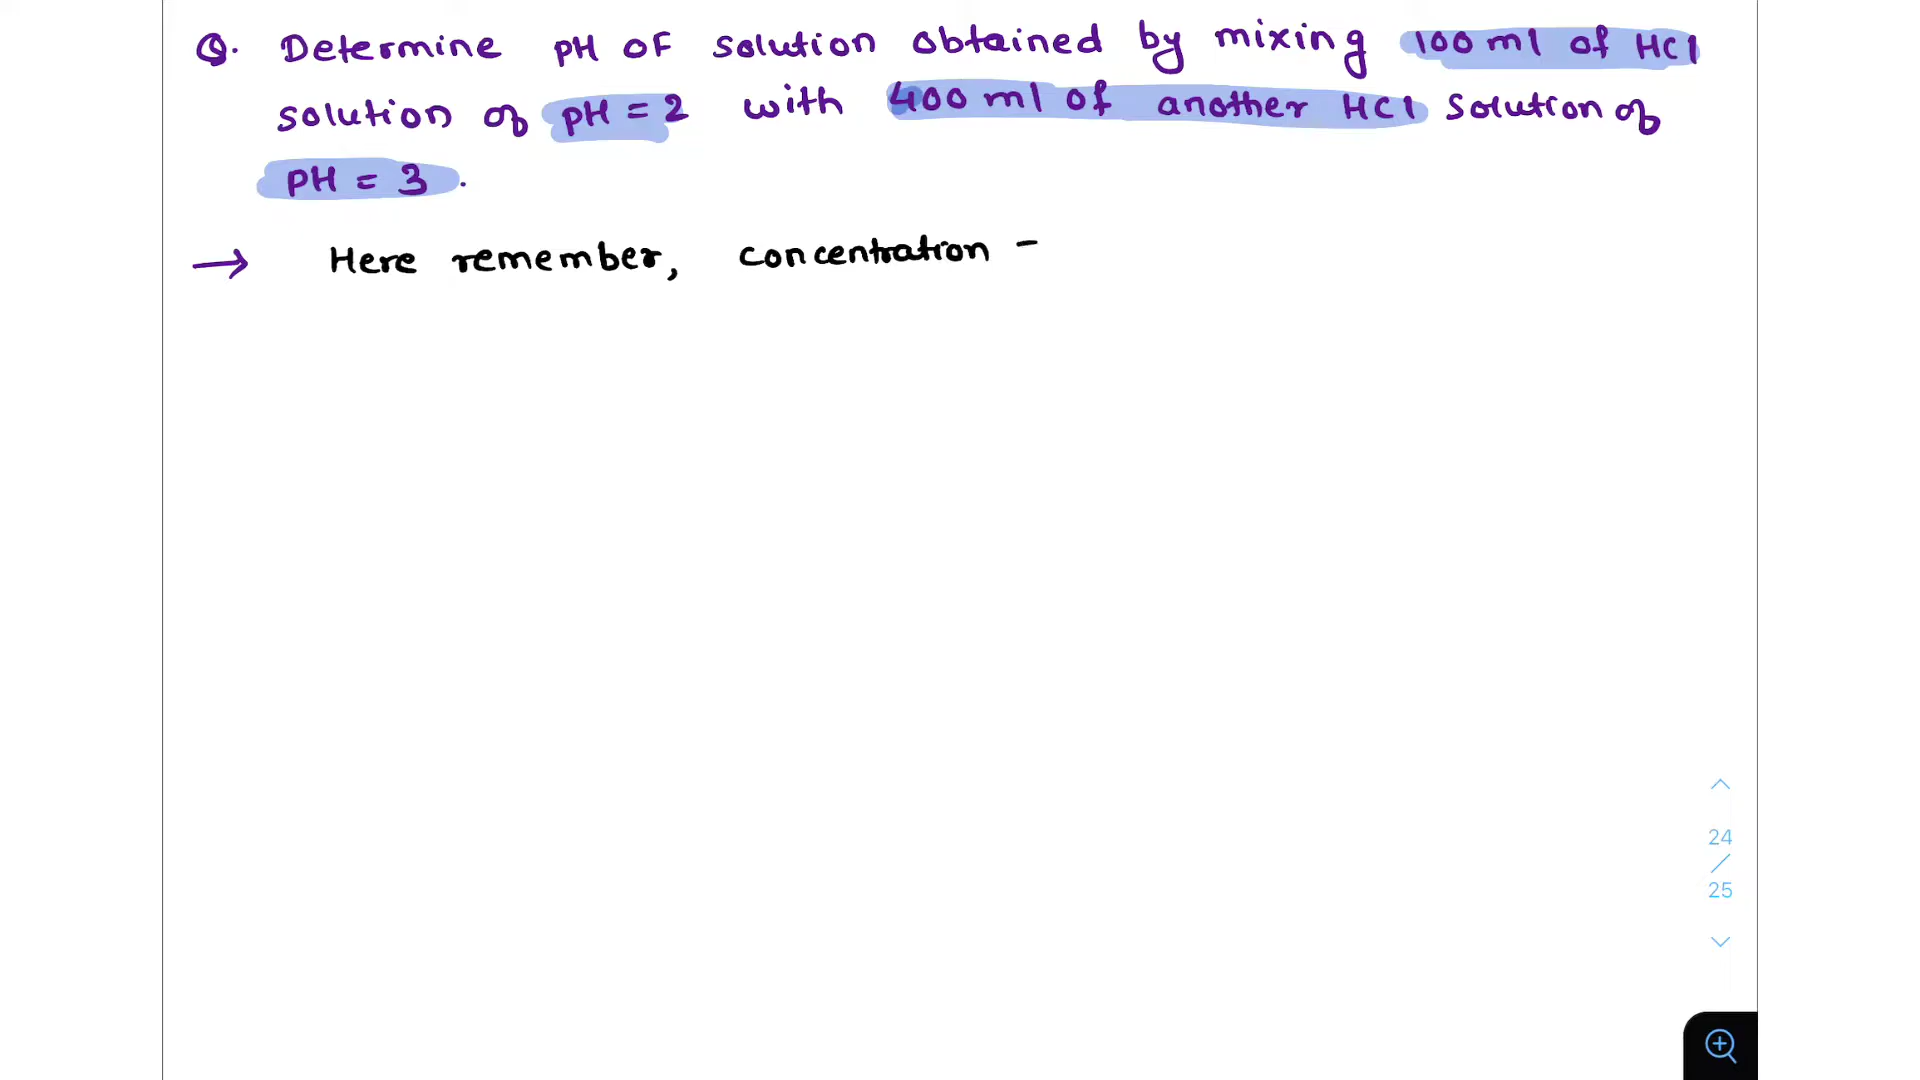 Q. Determine pH OF solution obtained by mixing 100 ml of HCl
solution of pH = 2 with 400 ml of another HCl solution of
PH = 3.
→ Here remember, concentration -
24
/
25